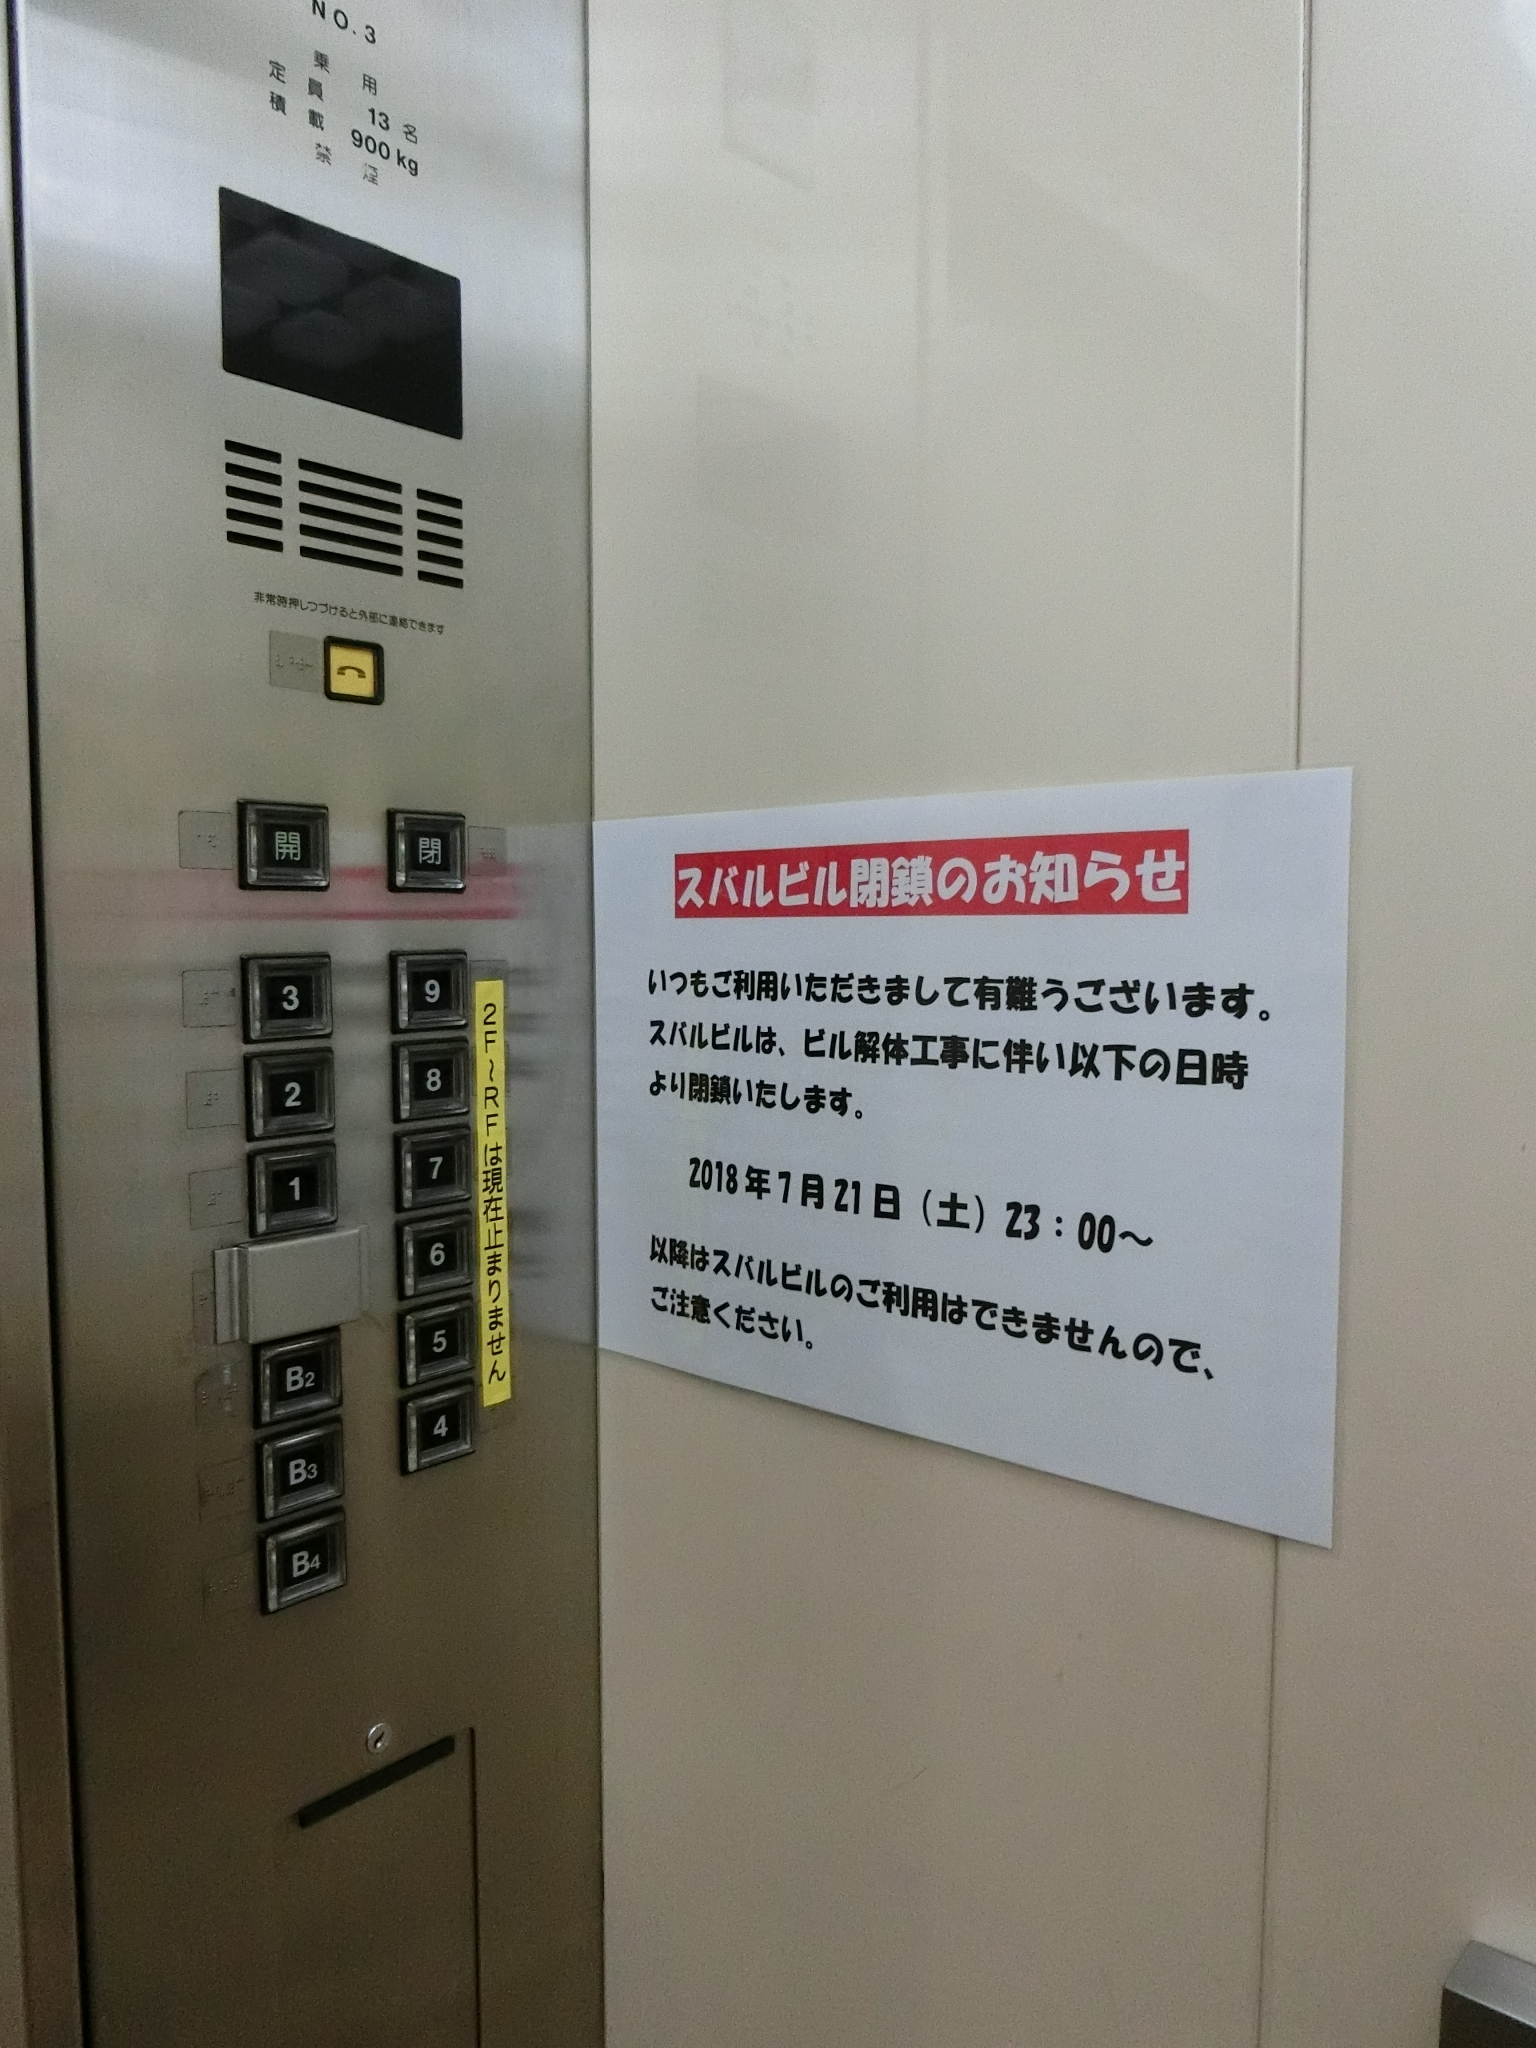 NO.3
乗 用
定 員 13 名
積 載 900 kg
禁 煙
非常時押しつづけると外部に連絡できます
開
閉
3
2
1
B2
B3
B4
9
8
7
6
5
4
2F~RFは現在止まりません
スバルビル閉鎖のお知らせ
いつもご利用いただきまして有難うございます。
スバルビルは、ビル解体工事に伴い以下の日時
より閉鎖いたします。
2018年7月21日(土)23:00～
以降はスバルビルのご利用はできませんので、
ご注意ください。